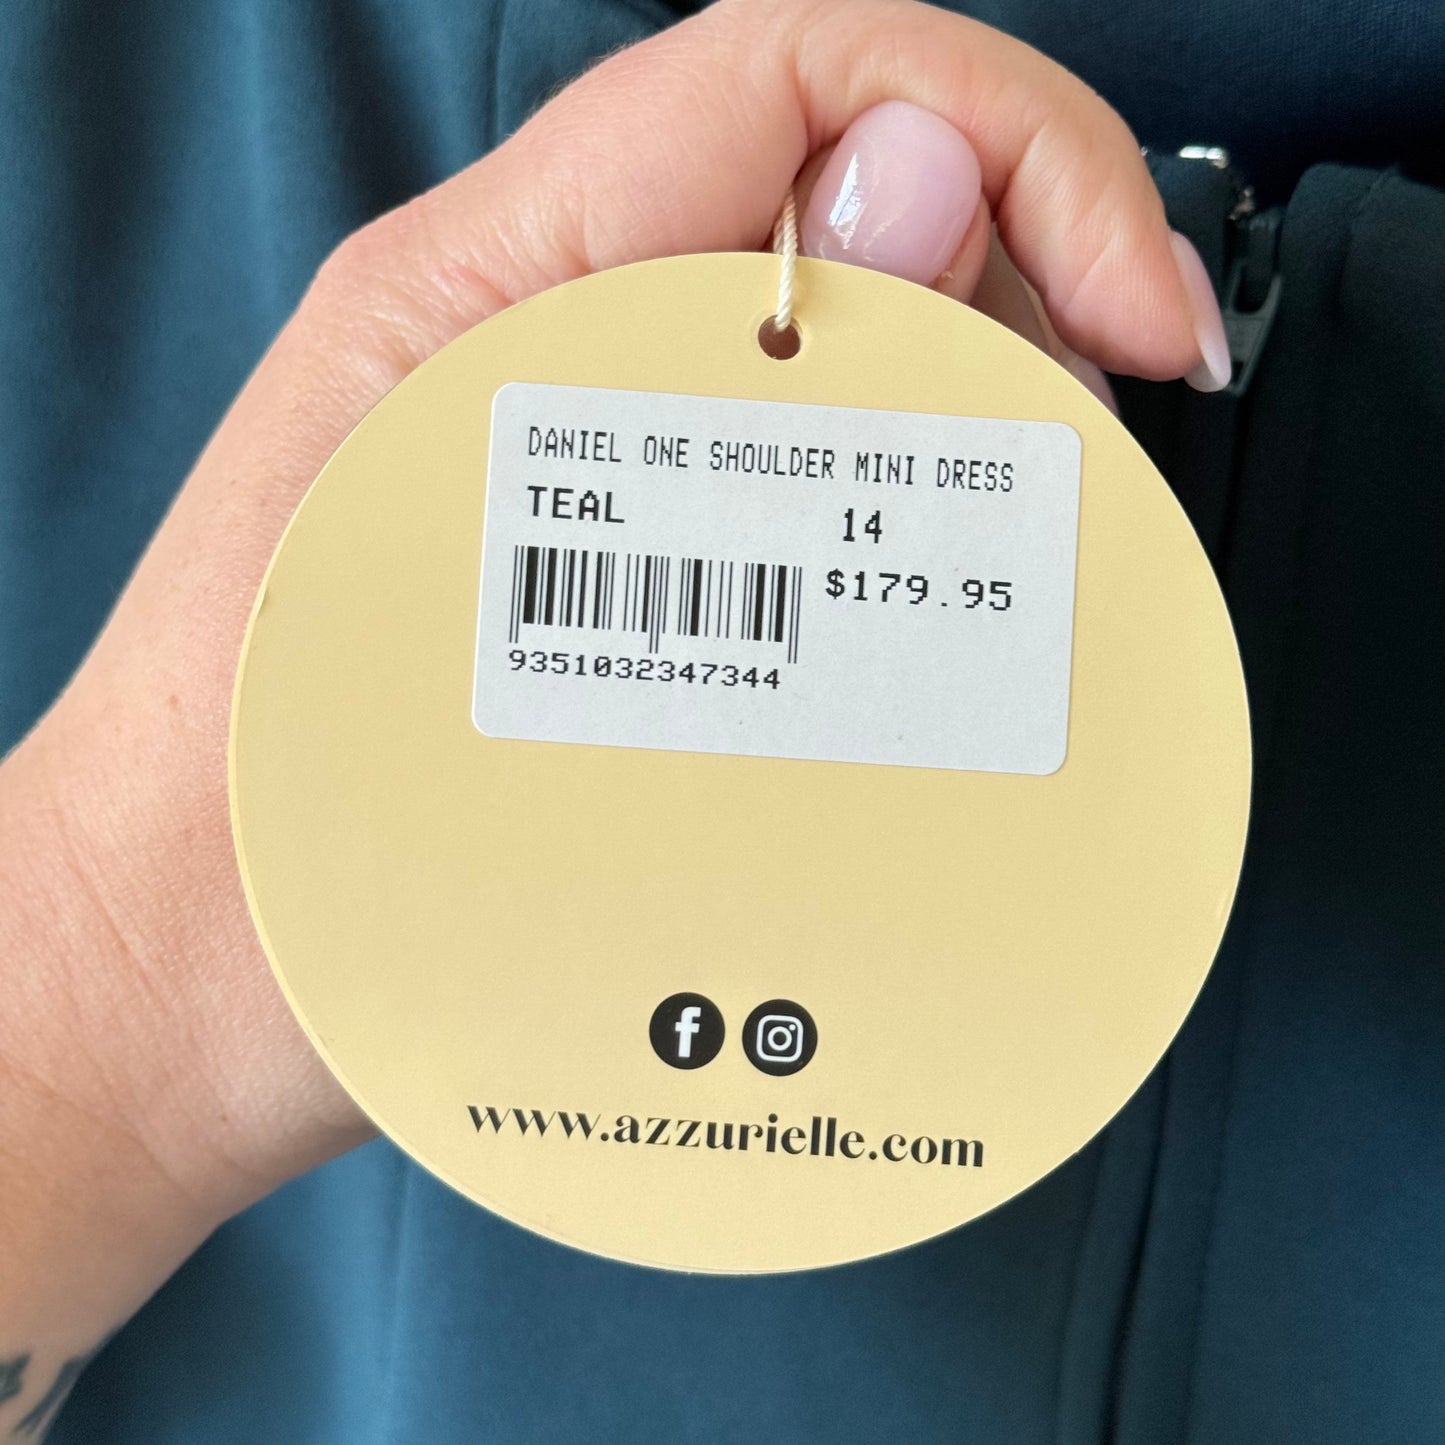 DANIEL ONE SHOULDER MINI DRESS
TEAL 14
$179.95
9351032347344
www.azzurielle.com